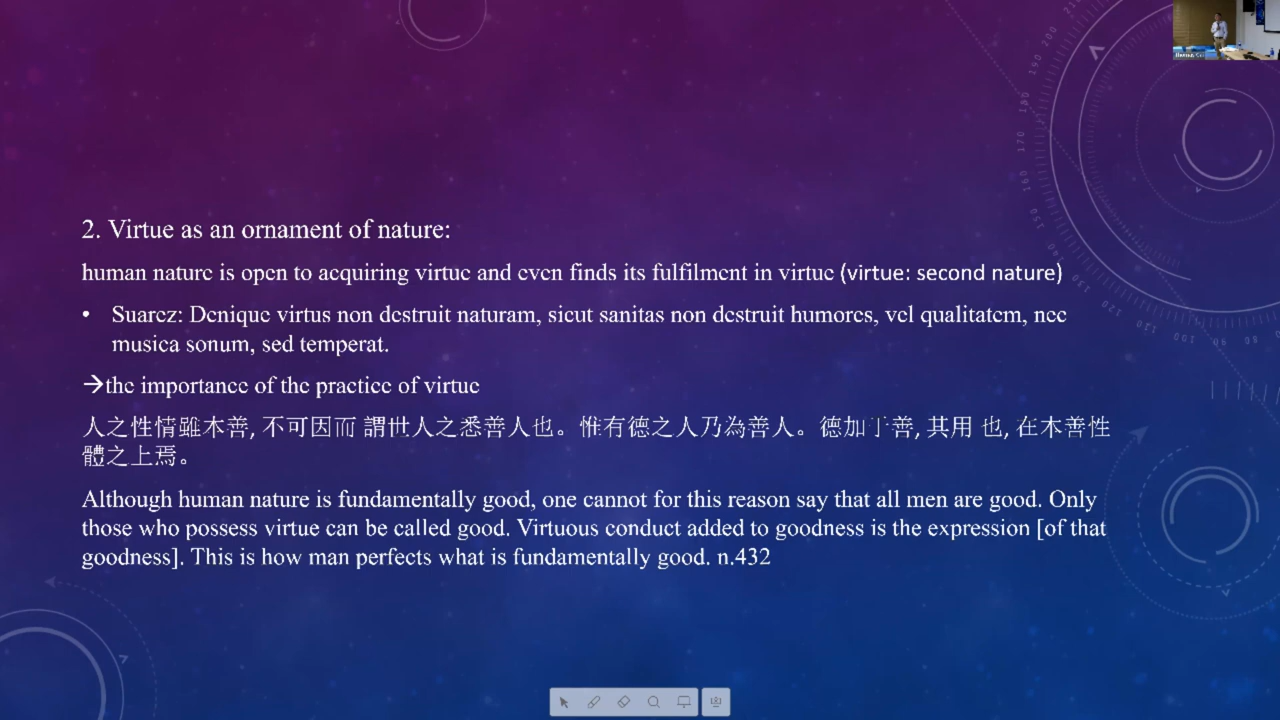 2. Virtue as an ornament of nature:
human nature is open to acquiring virtue and even finds its fulfilment in virtue (virtue: second nature)
• Suarez: Denique virtus non destruit naturam, sicut sanitas non destruit humores, vel qualitatem, nec
musica sonum, sed temperat.
→the importance of the practice of virtue
人之性情雖本善, 不可因而 謂世人之悉善人也。惟有德之人乃為善人。德加于善, 其用 也, 在本善性
體之上焉。
Although human nature is fundamentally good, one cannot for this reason say that all men are good. Only
those who possess virtue can be called good. Virtuous conduct added to goodness is the expression [of that
goodness]. This is how man perfects what is fundamentally good. n.432